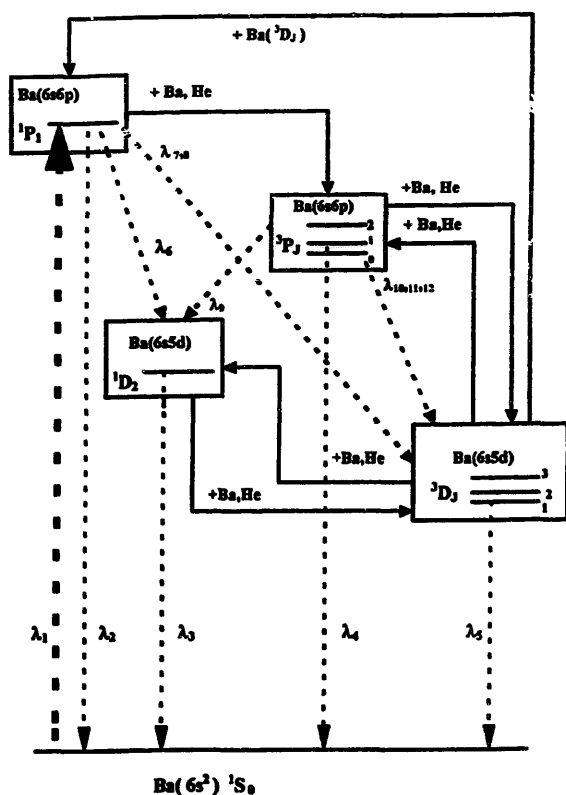 + Ba(³D_J)
Ba(6s6p)
¹P₁
+ Ba, He
λ₇,₈
Ba(6s6p)
³P_J
2
1
0
+Ba, He
+ Ba,He
λ₆
λ₉
λ₁₀,₁₁,₁₂
Ba(6s5d)
¹D₂
Ba(6s5d)
³D_J
3
2
1
+Ba,He
+Ba,He
λ₁
λ₂
λ₃
λ₄
λ₅
Ba( 6s² ) ¹S₀